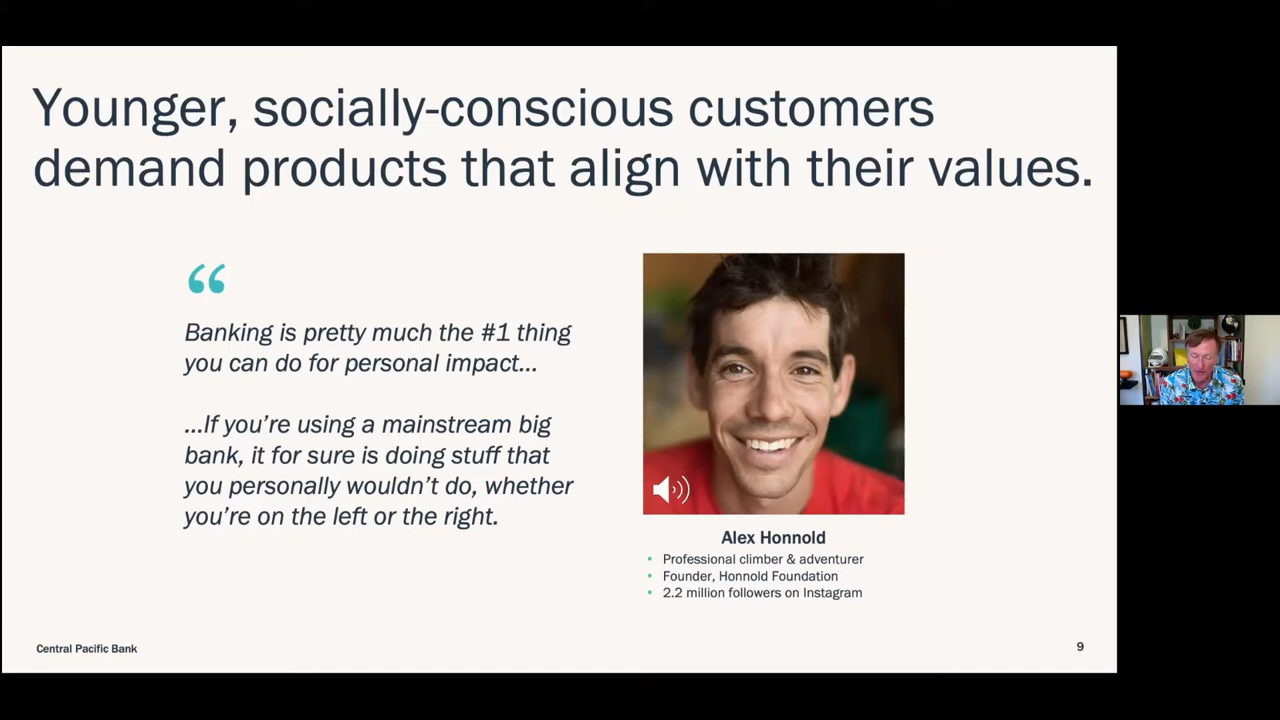 Younger, socially-conscious customers
demand products that align with their values.
“
Banking is pretty much the #1 thing
you can do for personal impact...
...If you’re using a mainstream big
bank, it for sure is doing stuff that
you personally wouldn’t do, whether
you’re on the left or the right.
Alex Honnold
• Professional climber & adventurer
• Founder, Honnold Foundation
• 2.2 million followers on Instagram
Central Pacific Bank
9